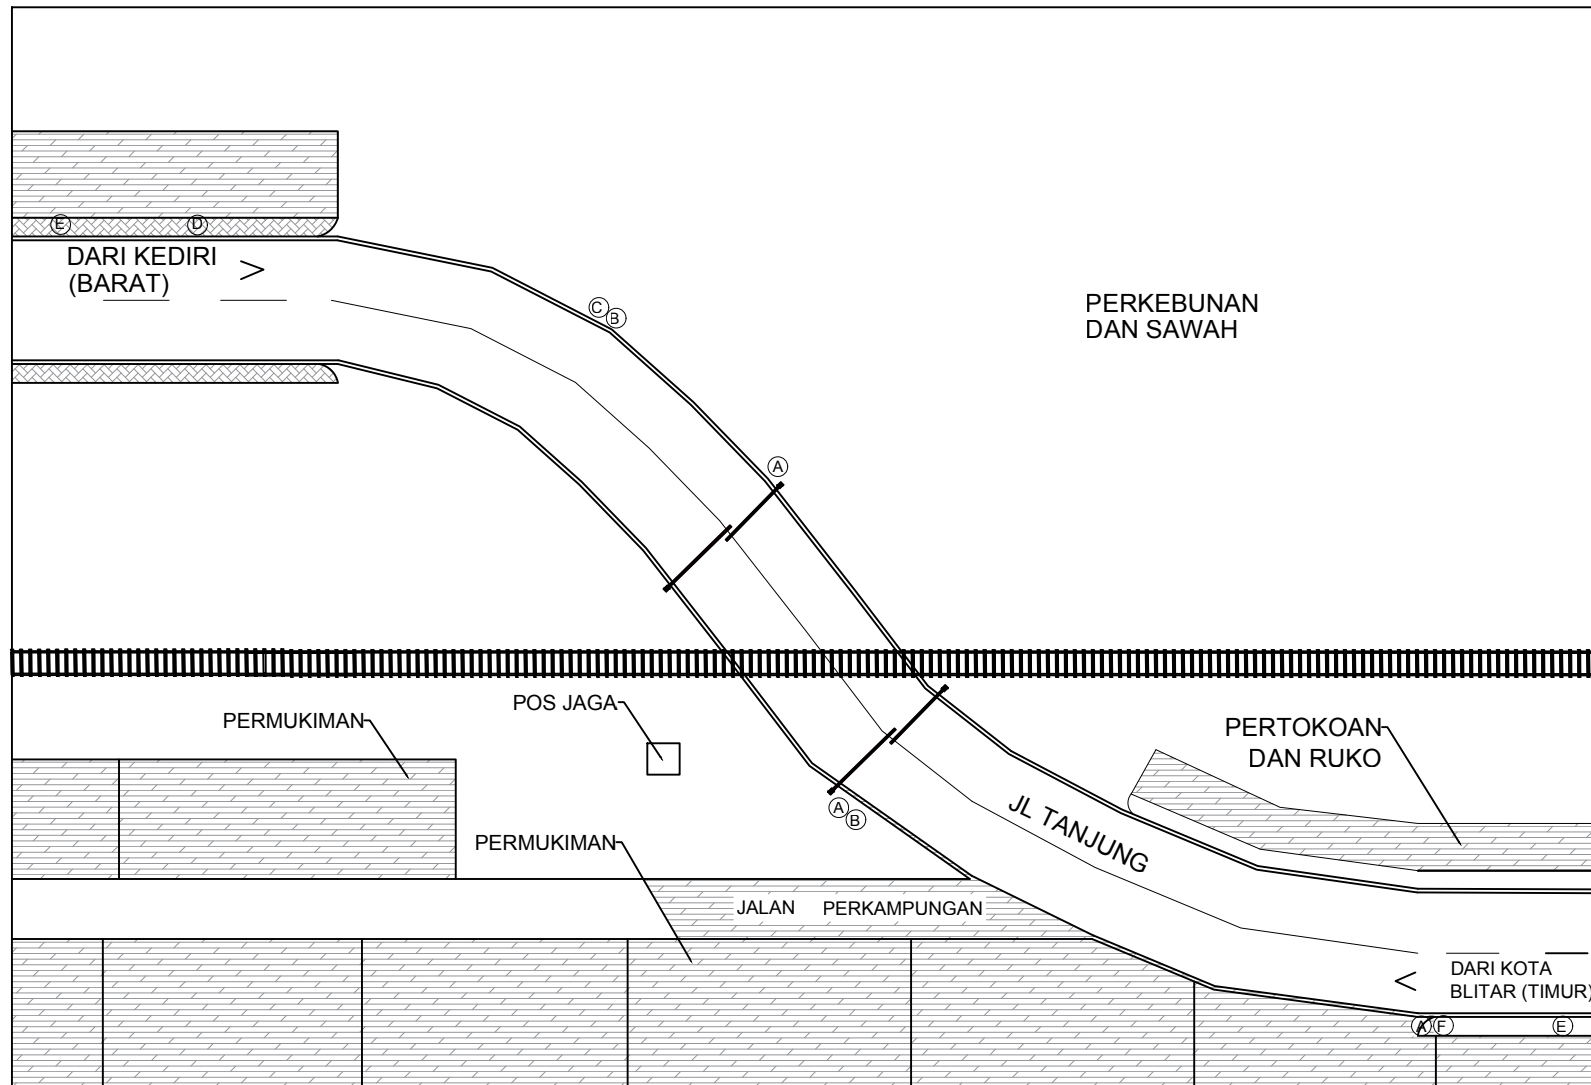 E
D
DARI KEDIRI
(BARAT)
>
C
B
PERKEBUNAN
DAN SAWAH
A
POS JAGA
PERMUKIMAN
PERTOKOAN
DAN RUKO
A
B
JL TANJUNG
PERMUKIMAN
JALAN PERKAMPUNGAN
<
DARI KOTA
BLITAR (TIMUR)
A
F
E